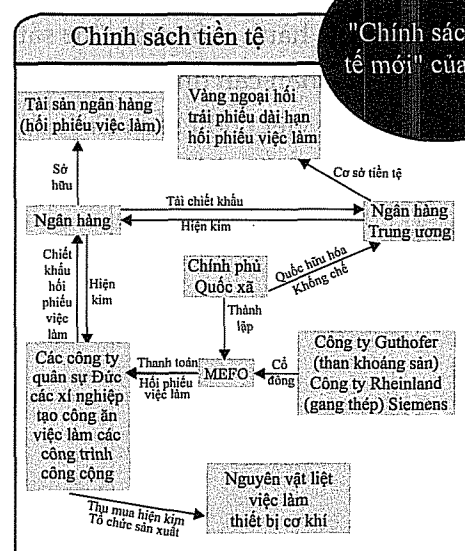 Chính sách tiền tệ
"Chính sác
tế mới" của
Tài sản ngân hàng
(hối phiếu việc làm)
Vàng ngoại hối
trái phiếu dài hạn
hối phiếu việc làm
Sở
hữu
Cơ sở tiền tệ
Ngân hàng
Tái chiết khấu
Hiện kim
Ngân hàng
Trung ương
Chiết
khấu
hối
phiếu
việc
làm
Hiện
kim
Chính phủ
Quốc xã
Quốc hữu hóa
Khống chế
Thành
lập
Các công ty
quân sự Đức
các xí nghiệp
tạo công ăn
việc làm các
công trình
công cộng
Thanh toán
Hối phiếu
việc làm
MEFO
Cổ
đông
Công ty Guthofer
(than khoáng sản)
Công ty Rheinland
(gang thép) Siemens
Thu mua hiện kim
Tổ chức sản xuất
Nguyên vật liệt
việc làm
thiết bị cơ khí